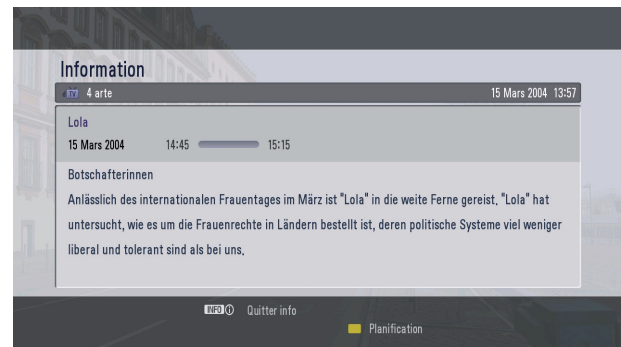 Information
TV 4 arte 15 Mars 2004 13:57
Lola
15 Mars 2004 14:45 15:15
Botschafterinnen
Anlässlich des internationalen Frauentages im März ist "Lola" in die weite Ferne gereist. "Lola" hat
untersucht, wie es um die Frauenrechte in Ländern bestellt ist, deren politische Systeme viel weniger
liberal und tolerant sind als bei uns.
INFO i Quitter info
Planification